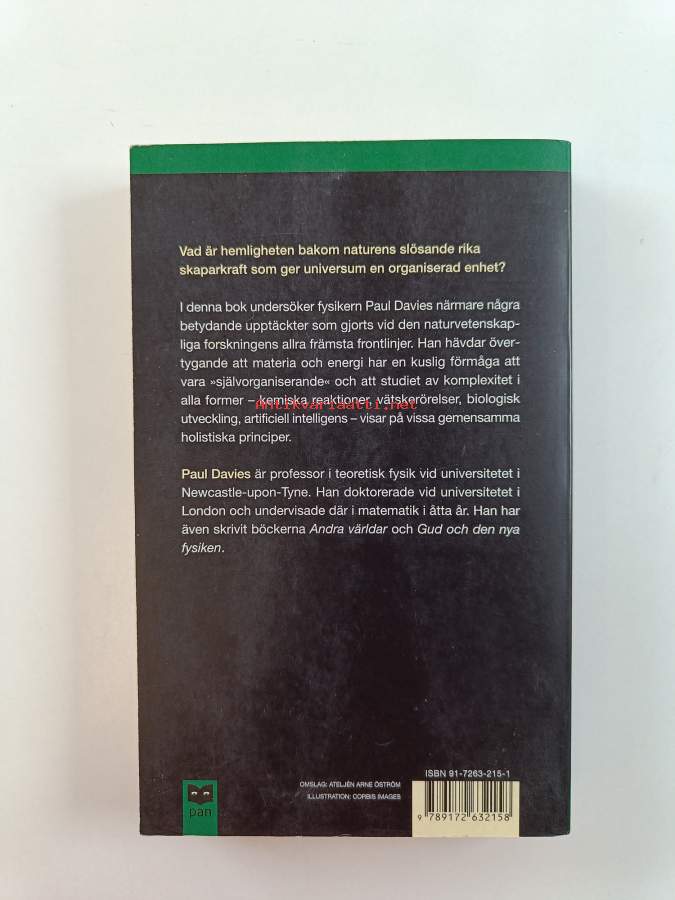 Vad är hemligheten bakom naturens slösande rika
skaparkraft som ger universum en organiserad enhet?
I denna bok undersöker fysikern Paul Davies närmare några
betydande upptäckter som gjorts vid den naturvetenskap-
liga forskningens allra främsta frontlinjer. Han hävdar över-
tygande att materia och energi har en kuslig förmåga att
vara »självorganiserande« och att studiet av komplexitet i
alla former – kemiska reaktioner, vätskerörelser, biologisk
Antikvariaatti.net
utveckling, artificiell intelligens – visar på vissa gemensamma
holistiska principer.
Paul Davies är professor i teoretisk fysik vid universitetet i
Newcastle-upon-Tyne. Han doktorerade vid universitetet i
London och undervisade där i matematik i åtta år. Han har
även skrivit böckerna Andra världar och Gud och den nya
fysiken.
pan
OMSLAG: ATELJÉN ARNE ÖSTRÖM
ILLUSTRATION: CORBIS IMAGES
ISBN 91-7263-215-1
9 789172 632158